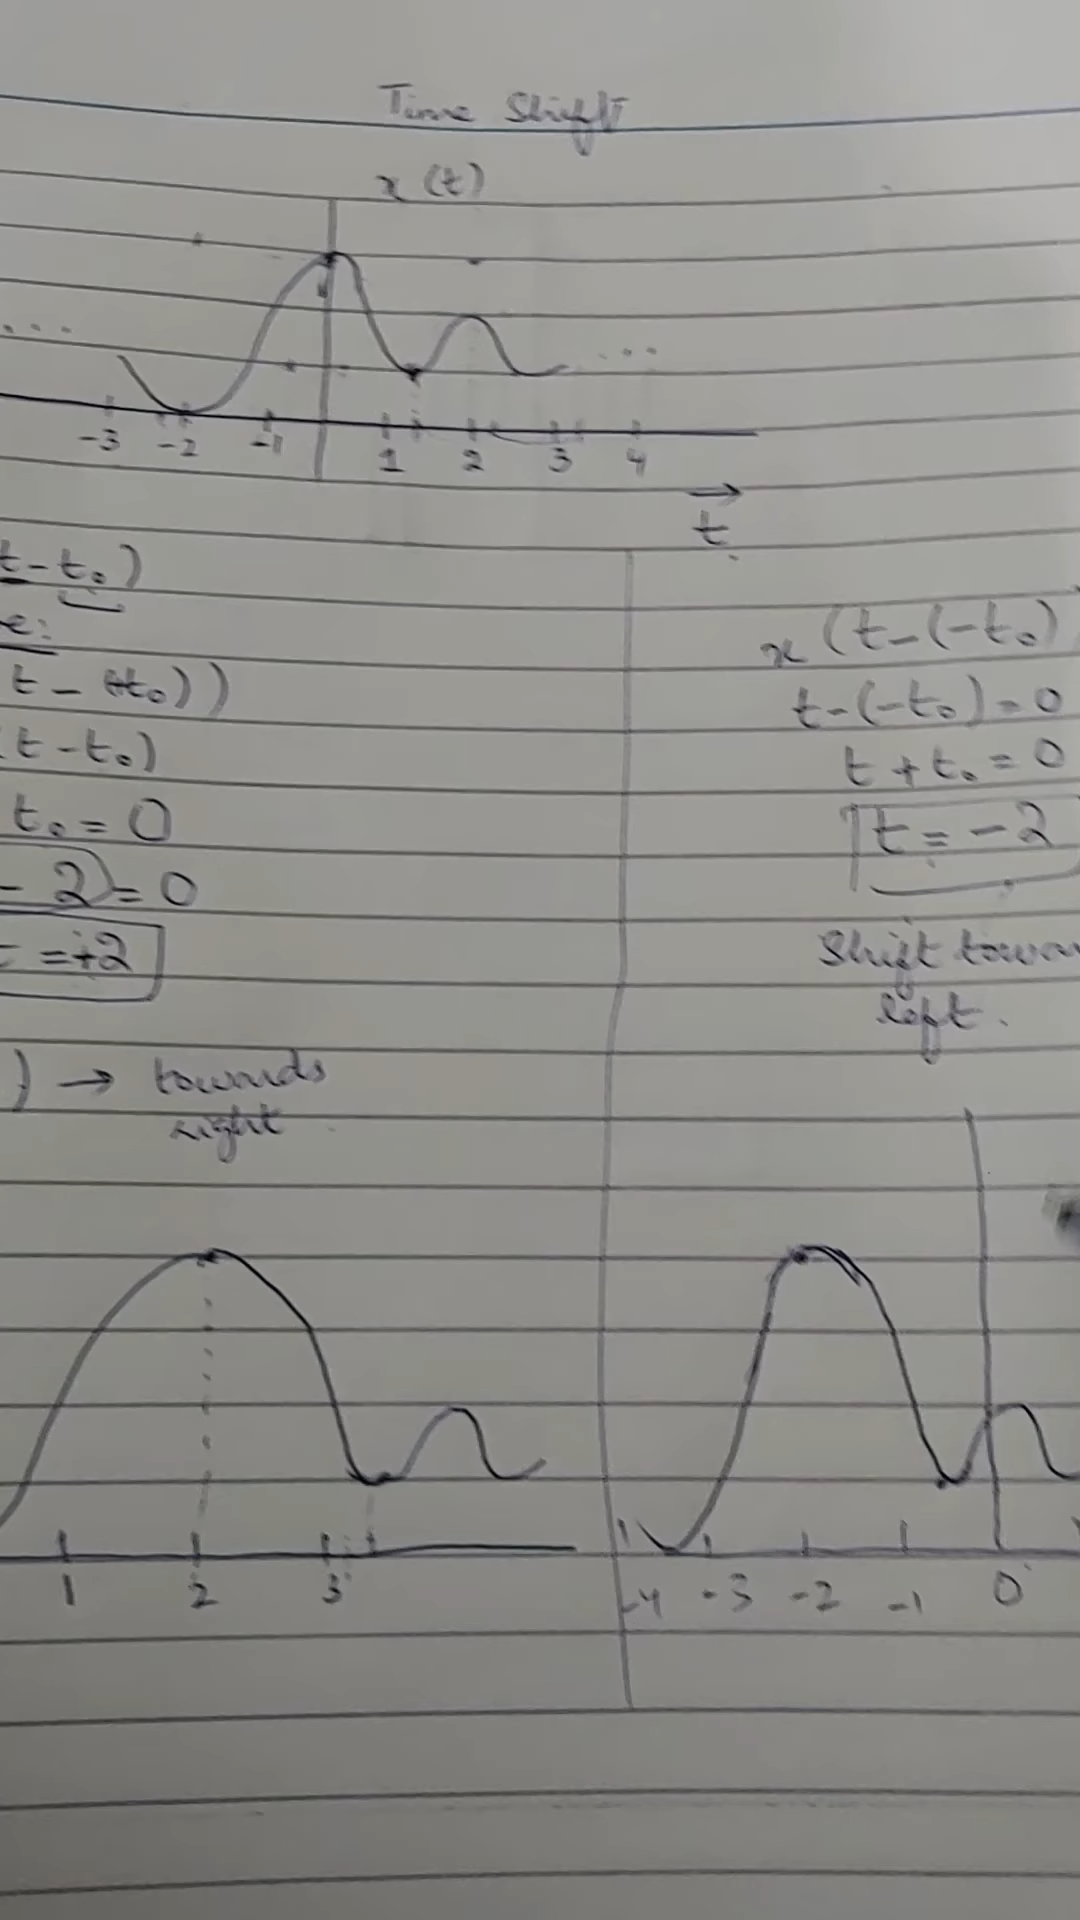 Time Shift
x (t)
... ...
-3 -2 -1 1 2 3 4
t
t - t₀)
e:
t - (+t₀))
(t - t₀)
t₀ = 0
- 2) = 0
t = +2
) → towards
right
1 2 3
x (t - (-t₀)
t - (-t₀) = 0
t + t₀ = 0
t = -2
Shift towar
left.
-4 -3 -2 -1 0